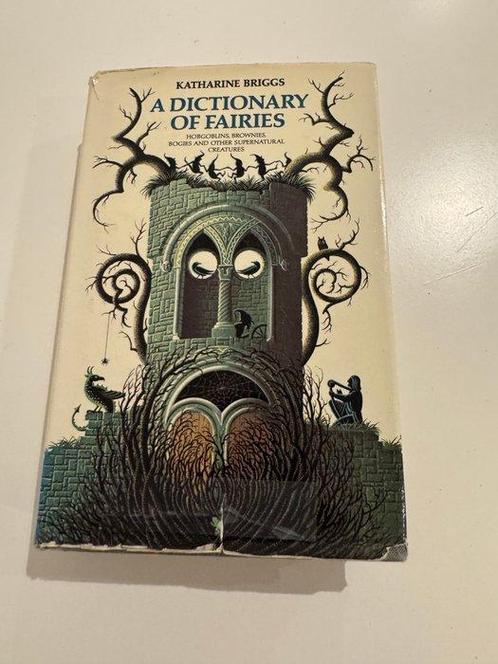 KATHARINE BRIGGS
A DICTIONARY
OF FAIRIES
HOBGOBLINS, BROWNIES,
BOGIES AND OTHER SUPERNATURAL
CREATURES